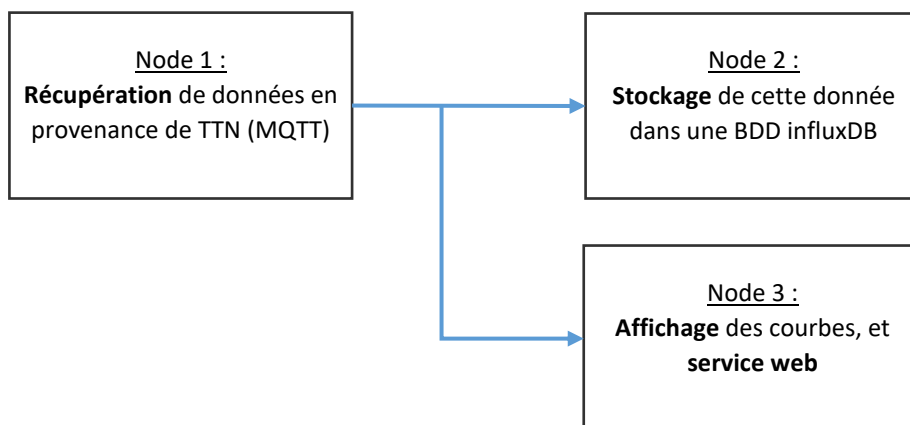 Node 1 :
Récupération de données en
provenance de TTN (MQTT)
Node 2 :
Stockage de cette donnée
dans une BDD influxDB
Node 3 :
Affichage des courbes, et
service web